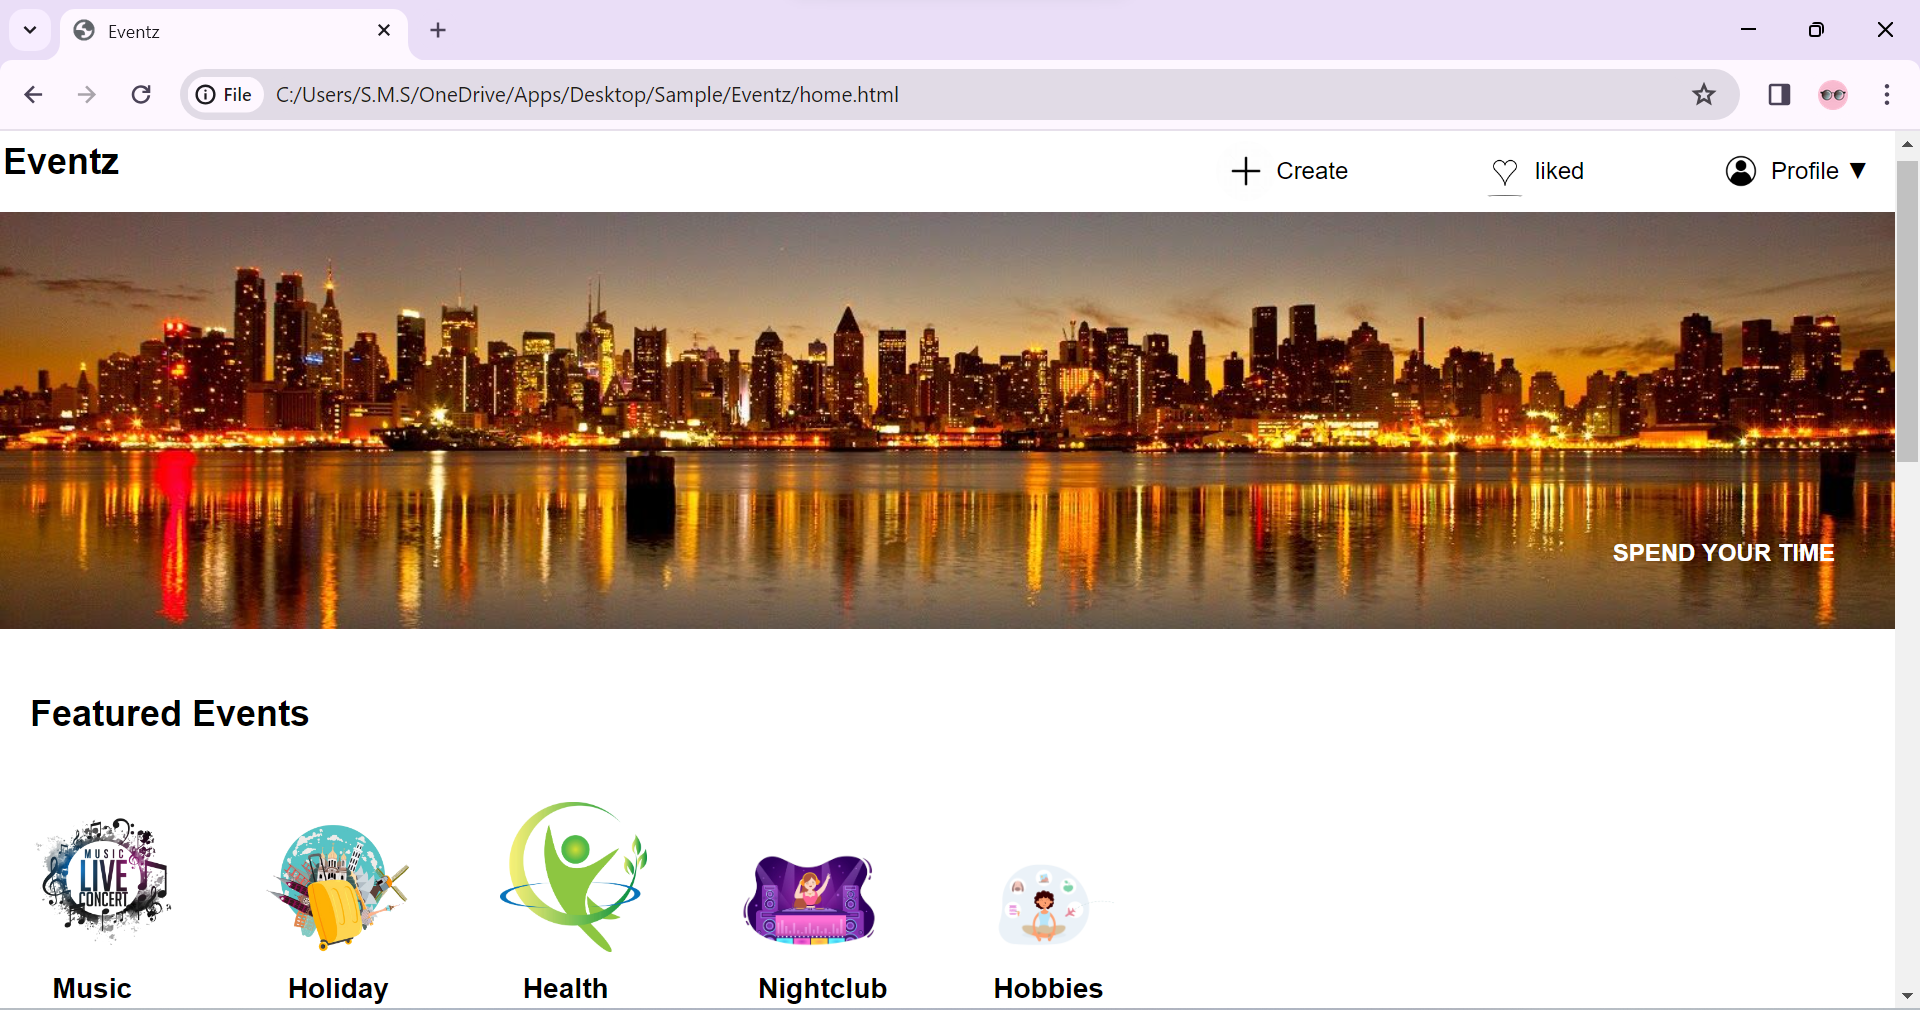 Eventz
File C:/Users/S.M.S/OneDrive/Apps/Desktop/Sample/Eventz/home.html
Eventz
Create
liked
Profile ▼
SPEND YOUR TIME
Featured Events
MUSIC
LIVE
CONCERT
Music
Holiday
Health
Nightclub
Hobbies